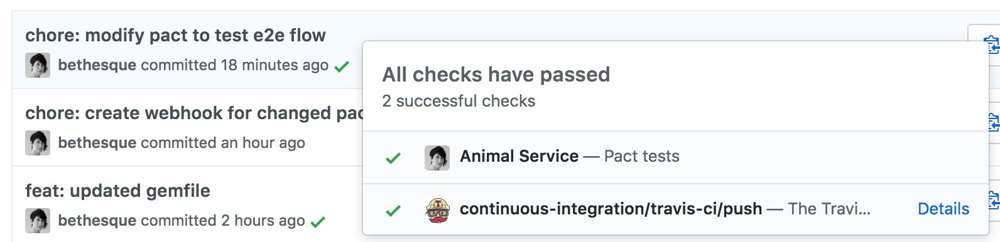 chore: modify pact to test e2e flow
bethesque committed 18 minutes ago
chore: create webhook for changed
bethesque committed an hour ago
feat: updated gemfile
bethesque committed 2 hours ago
All checks have passed
2 successful checks
Animal Service — Pact tests
continuous-integration/travis-ci/push — The Travi... Details